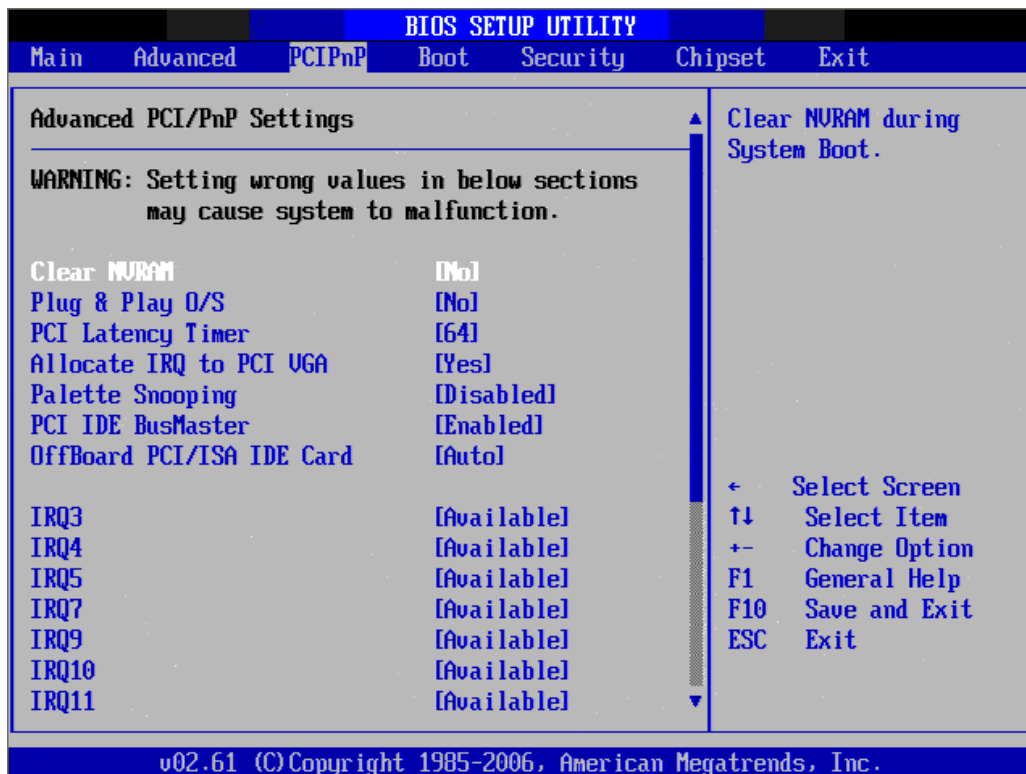 BIOS SETUP UTILITY
Main Advanced PCIPnP Boot Security Chipset Exit
Advanced PCI/PnP Settings
WARNING: Setting wrong values in below sections
may cause system to malfunction.
Clear NVRAM [No]
Plug & Play O/S [No]
PCI Latency Timer [64]
Allocate IRQ to PCI VGA [Yes]
Palette Snooping [Disabled]
PCI IDE BusMaster [Enabled]
OffBoard PCI/ISA IDE Card [Auto]
IRQ3 [Available]
IRQ4 [Available]
IRQ5 [Available]
IRQ7 [Available]
IRQ9 [Available]
IRQ10 [Available]
IRQ11 [Available]
Clear NVRAM during
System Boot.
← Select Screen
↑↓ Select Item
+- Change Option
F1 General Help
F10 Save and Exit
ESC Exit
v02.61 (C)Copyright 1985-2006, American Megatrends, Inc.